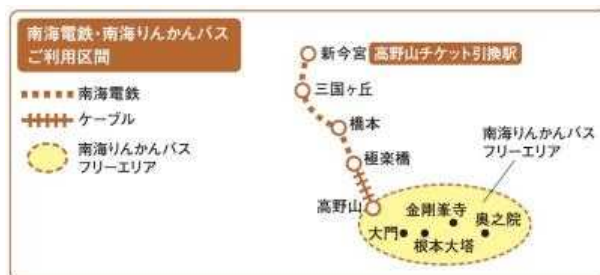 南海電鉄・南海りんかんバス
ご利用区間
南海電鉄
ケーブル
南海りんかんバス
フリーエリア
新今宮 高野山チケット引換駅
三国ヶ丘
橋本
極楽橋
高野山
南海りんかんバス
フリーエリア
金剛峯寺
奥之院
大門
根本大塔